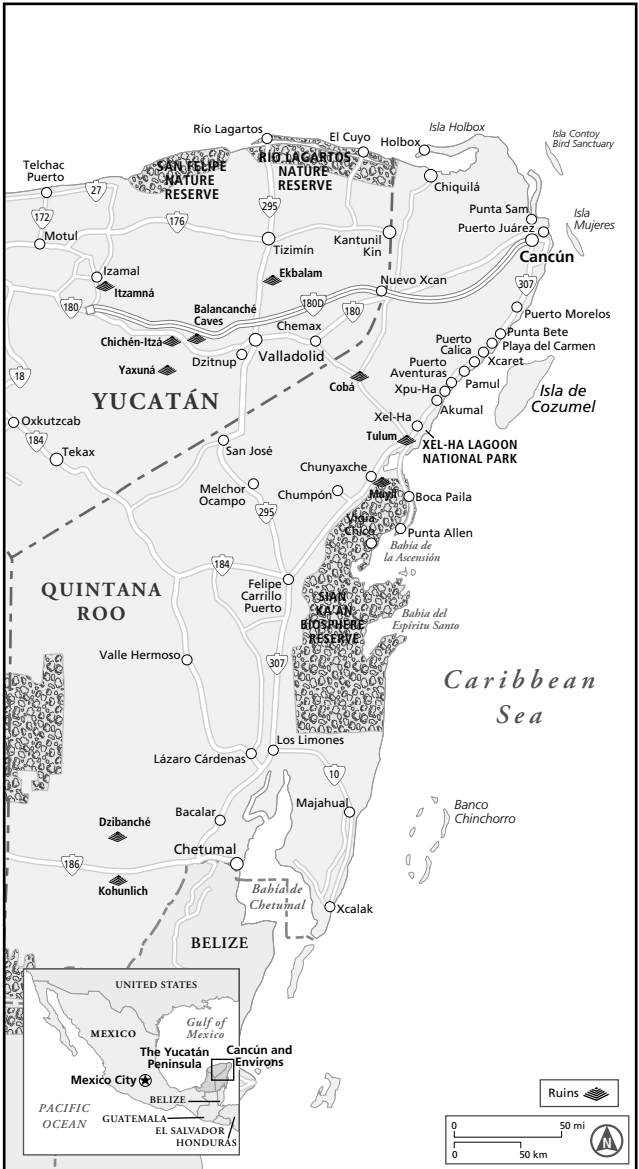 Río Lagartos
El Cuyo
Holbox
Isla Holbox
Isla Contoy
Bird Sanctuary
Telchac
Puerto
SAN FELIPE
NATURE
RESERVE
RÍO LAGARTOS
NATURE
RESERVE
Chiquilá
27
172
176
295
Punta Sam
Puerto Juárez
Isla
Mujeres
Motul
Tizimín
Kantunil
Kin
Cancún
Izamal
Itzamná
Ekbalam
Nuevo Xcan
307
180
Balancanché
Caves
180D
180
Puerto Morelos
Chemax
Chichén-Itzá
Punta Bete
Playa del Carmen
Puerto
Calica
Xcaret
Dzitnup
Valladolid
Yaxuná
Cobá
Puerto
Aventuras
Pamul
Xpu-Ha
Akumal
Isla de
Cozumel
18
YUCATÁN
Oxkutzcab
184
Tekax
Xel-Ha
Tulum
XEL-HA LAGOON
NATIONAL PARK
San José
Chunyaxche
Melchor
Ocampo
Chumpón
Muyil
Boca Paila
295
Vigía
Chico
Punta Allen
Bahía de
la Ascensión
184
QUINTANA
ROO
Felipe
Carrillo
Puerto
SIAN
KA'AN
BIOSPHERE
RESERVE
Bahía del
Espíritu Santo
Valle Hermoso
307
Caribbean
Sea
Lázaro Cárdenas
Los Limones
10
Bacalar
Majahual
Banco
Chinchorro
Dzibanché
Chetumal
186
Kohunlich
Bahía de
Chetumal
Xcalak
BELIZE
UNITED STATES
MEXICO
Gulf of
Mexico
The Yucatán
Peninsula
Cancún and
Environs
Mexico City
BELIZE
PACIFIC
OCEAN
GUATEMALA
EL SALVADOR
HONDURAS
Ruins
0
50 mi
0
50 km
N